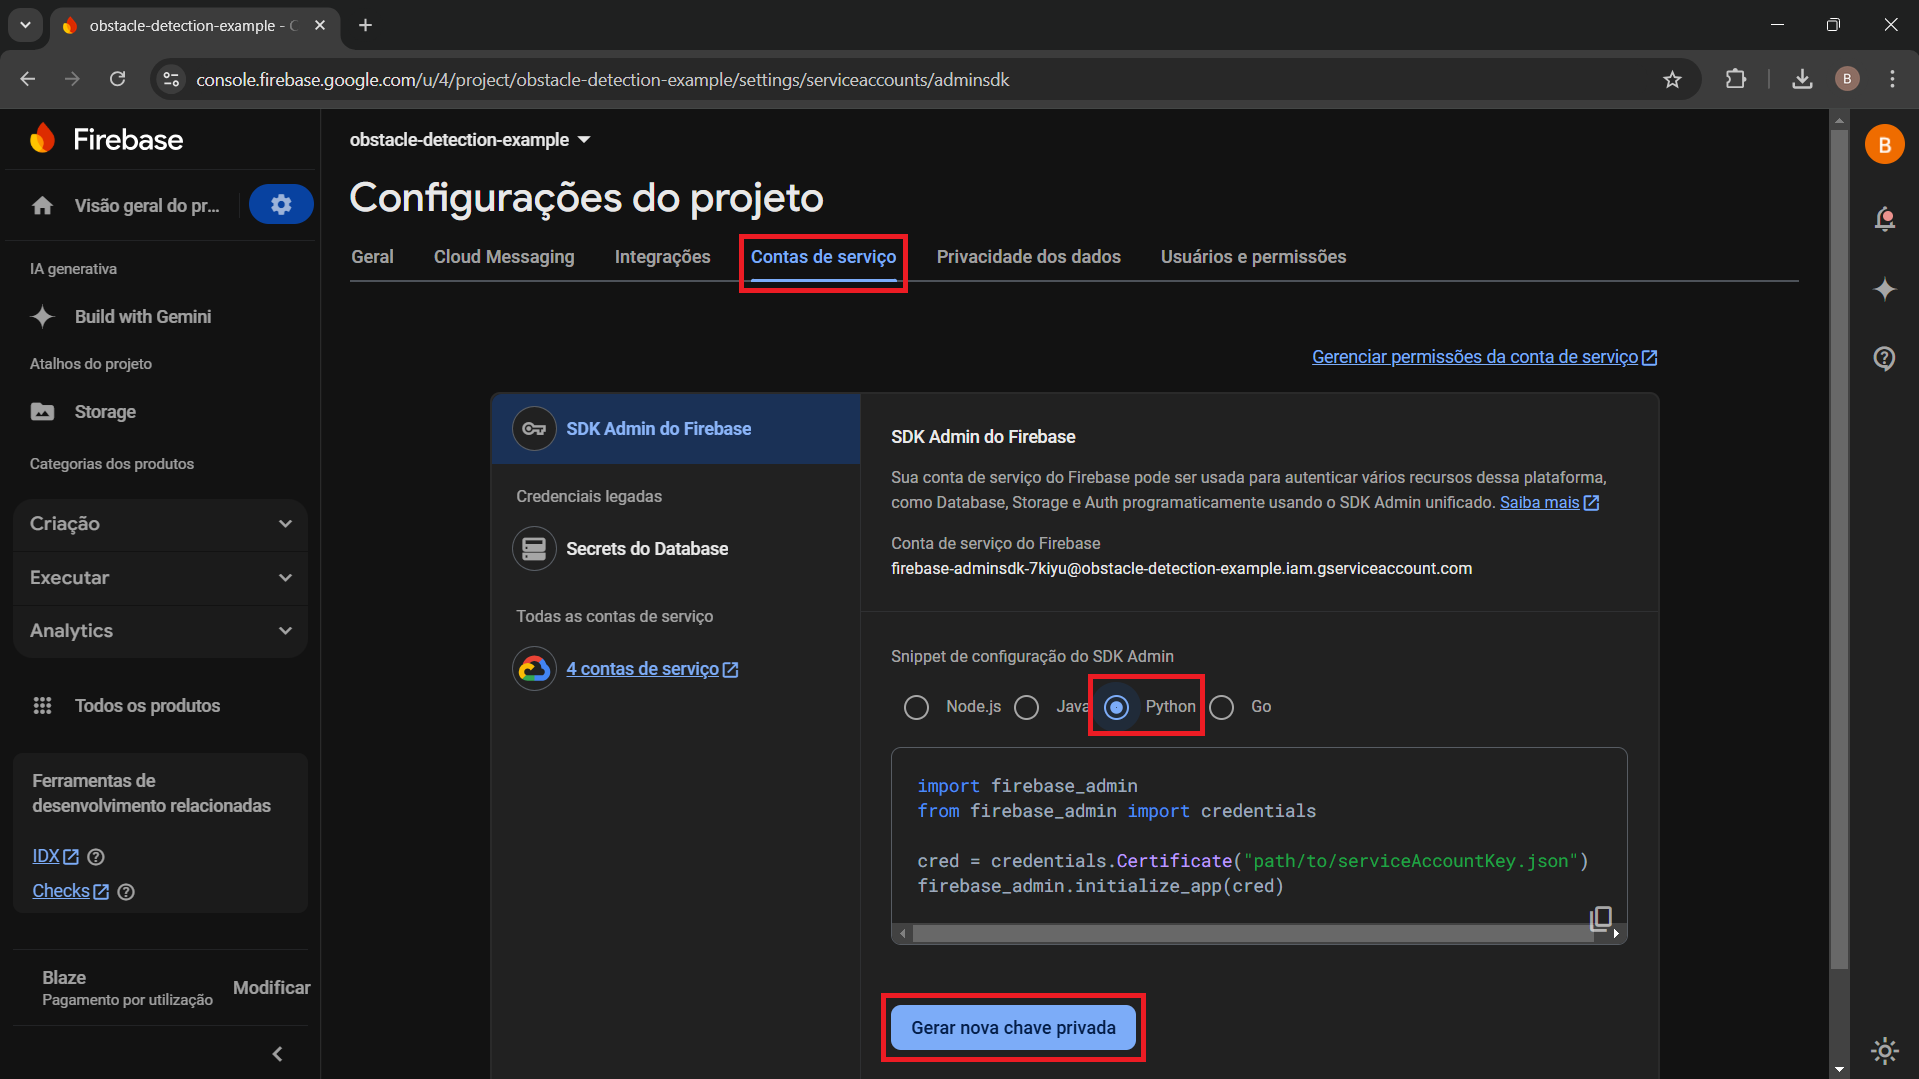 obstacle-detection-example - C
console.firebase.google.com/u/4/project/obstacle-detection-example/settings/serviceaccounts/adminsdk
B
Firebase
Visão geral do pr...
IA generativa
Build with Gemini
Atalhos do projeto
Storage
Categorias dos produtos
Criação
Executar
Analytics
Todos os produtos
Ferramentas de
desenvolvimento relacionadas
IDX
Checks
Blaze
Pagamento por utilização
Modificar
obstacle-detection-example
Configurações do projeto
Geral Cloud Messaging Integrações Contas de serviço Privacidade dos dados Usuários e permissões
Gerenciar permissões da conta de serviço
SDK Admin do Firebase
Credenciais legadas
Secrets do Database
Todas as contas de serviço
4 contas de serviço
SDK Admin do Firebase
Sua conta de serviço do Firebase pode ser usada para autenticar vários recursos dessa plataforma,
como Database, Storage e Auth programaticamente usando o SDK Admin unificado. Saiba mais
Conta de serviço do Firebase
firebase-adminsdk-7kiyu@obstacle-detection-example.iam.gserviceaccount.com
Snippet de configuração do SDK Admin
Node.js Java Python Go
import firebase_admin
from firebase_admin import credentials
cred = credentials.Certificate("path/to/serviceAccountKey.json")
firebase_admin.initialize_app(cred)
Gerar nova chave privada
B